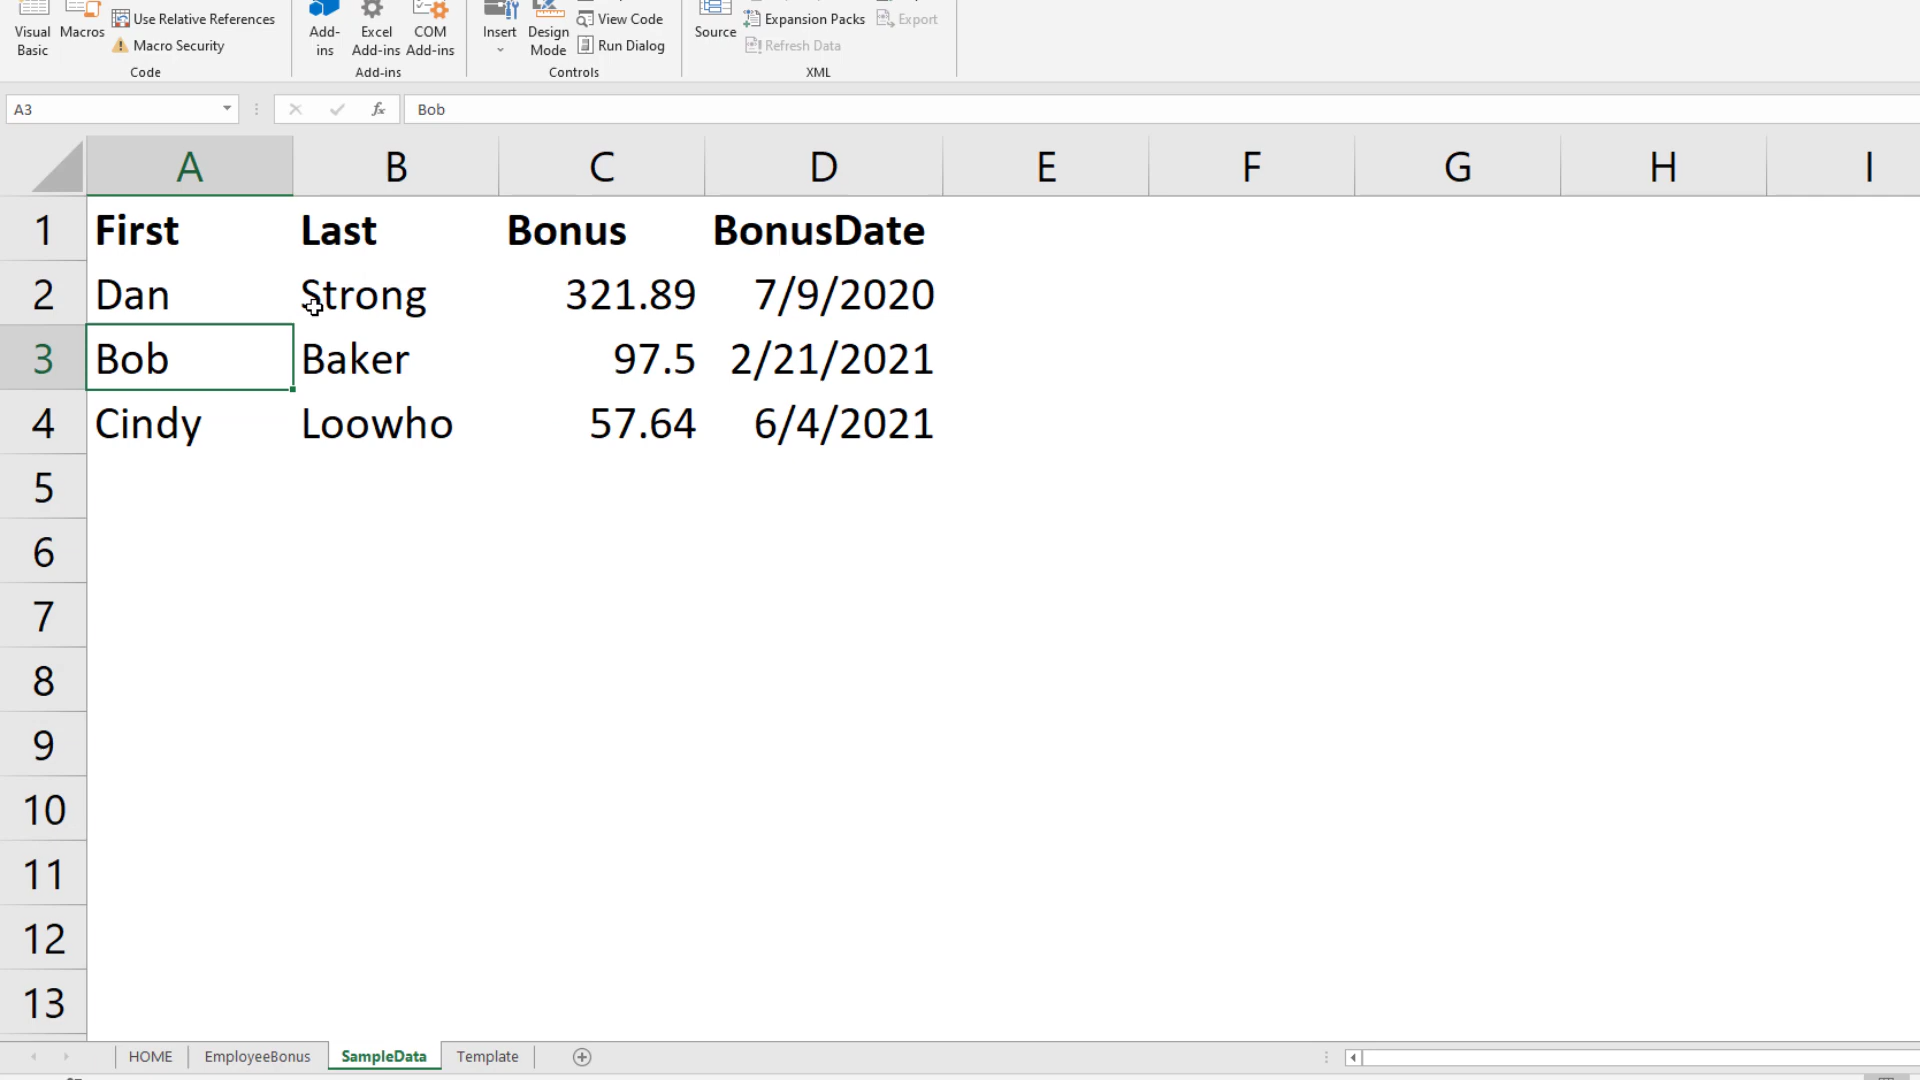 Use Relative References
View Code
Expansion Packs
Export
Visual Basic
Macros
Macro Security
Add-ins
Excel Add-ins
COM Add-ins
Insert
Design Mode
Run Dialog
Source
Refresh Data
Code
Add-ins
Controls
XML
A3
fx
Bob
A B C D E F G H I
1 First Last Bonus BonusDate
2 Dan Strong 321.89 7/9/2020
3 Bob Baker 97.5 2/21/2021
4 Cindy Loowho 57.64 6/4/2021
5
6
7
8
9
10
11
12
13
HOME EmployeeBonus SampleData Template